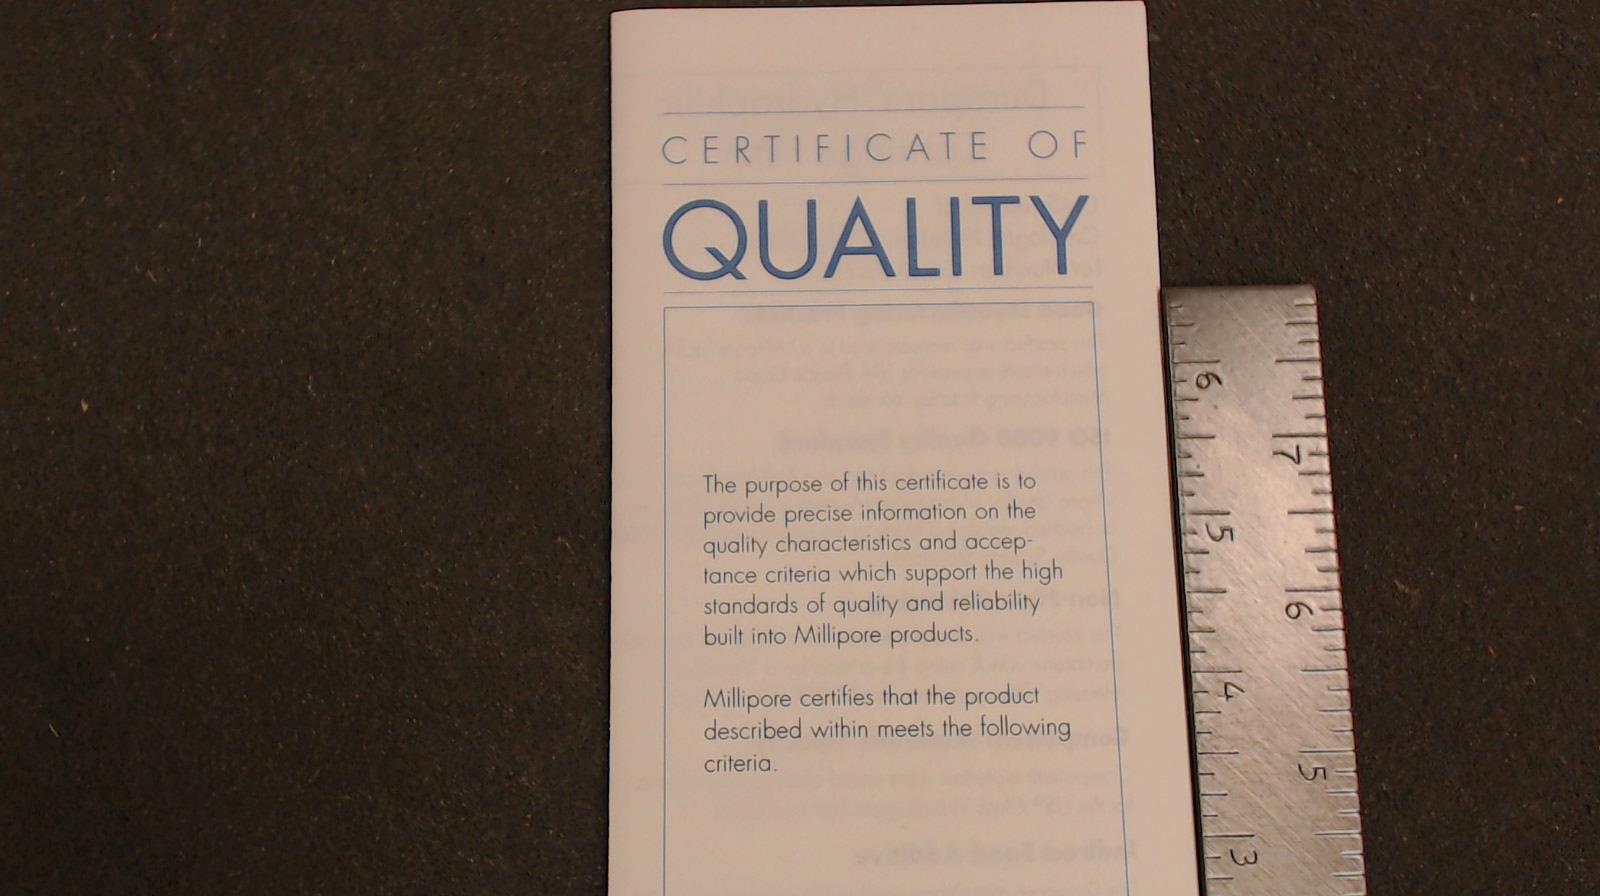 CERTIFICATE OF
QUALITY
The purpose of this certificate is to
provide precise information on the
quality characteristics and accep-
tance criteria which support the high
standards of quality and reliability
built into Millipore products.
Millipore certifies that the product
described within meets the following
criteria.
6
7
5
6
4
5
3